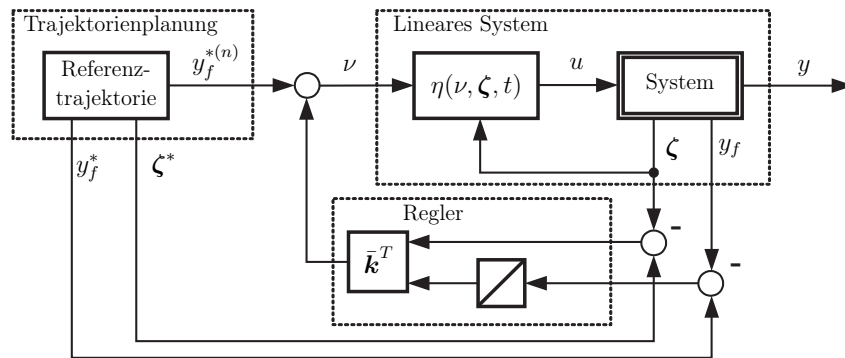 Trajektorienplanung
Lineares System
Referenz-
trajektorie
y_f^{*(n)}
ν
η(ν, ζ, t)
u
System
y
y_f^*
ζ^*
ζ
y_f
Regler
-
k̄^T
-